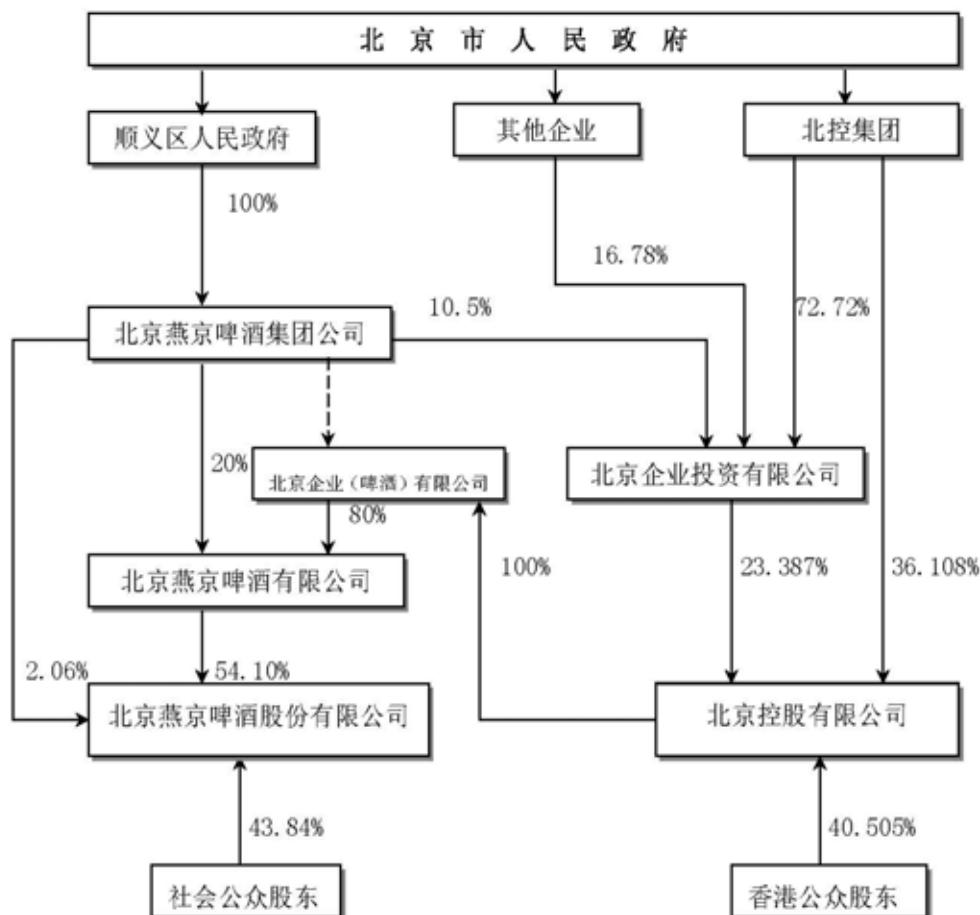 北京市人民政府
顺义区人民政府
其他企业
北控集团
100%
16.78%
10.5%
72.72%
北京燕京啤酒集团公司
20%
北京企业（啤酒）有限公司
北京企业投资有限公司
80%
100%
23.387%
36.108%
北京燕京啤酒有限公司
2.06%
54.10%
北京燕京啤酒股份有限公司
北京控股有限公司
43.84%
40.505%
社会公众股东
香港公众股东